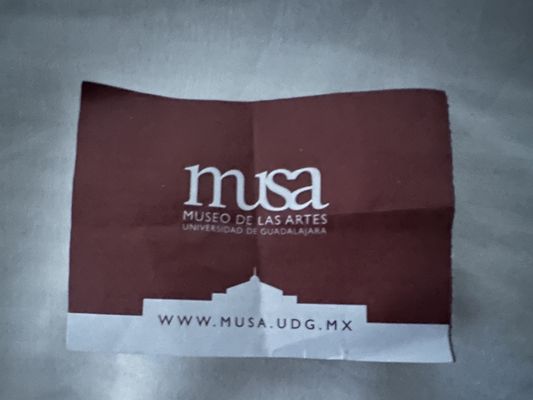 musa
MUSEO DE LAS ARTES
UNIVERSIDAD DE GUADALAJARA
WWW.MUSA.UDG.MX